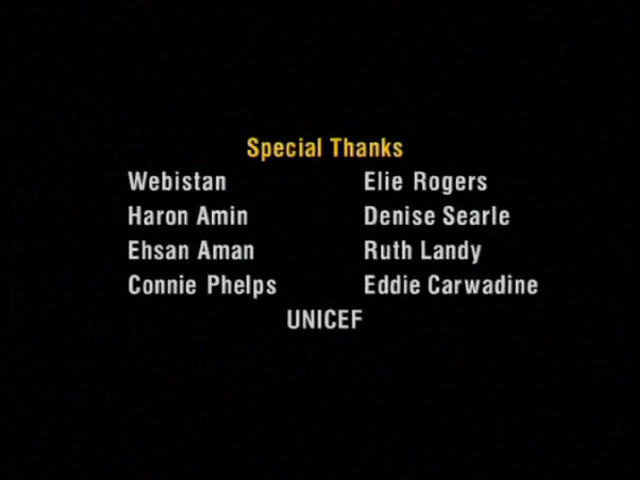 Special Thanks
Webistan Elie Rogers
Haron Amin Denise Searle
Ehsan Aman Ruth Landy
Connie Phelps Eddie Carwadine
UNICEF